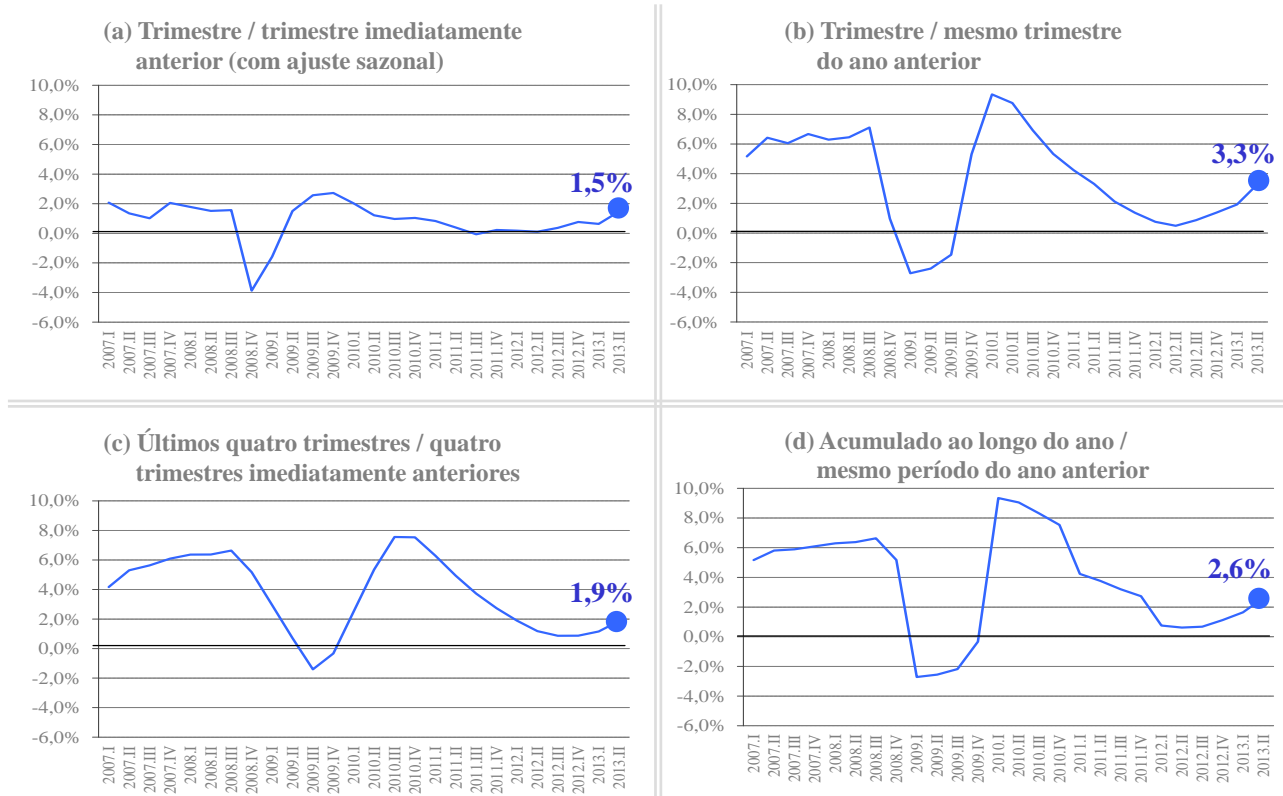 (a) Trimestre / trimestre imediatamente
anterior (com ajuste sazonal)
10,0%
8,0%
6,0%
4,0%
2,0%
0,0%
-2,0%
-4,0%
-6,0%
1,5%
2007.I
2007.II
2007.III
2007.IV
2008.I
2008.II
2008.III
2008.IV
2009.I
2009.II
2009.III
2009.IV
2010.I
2010.II
2010.III
2010.IV
2011.I
2011.II
2011.III
2011.IV
2012.I
2012.II
2012.III
2012.IV
2013.I
2013.II
(b) Trimestre / mesmo trimestre
do ano anterior
10,0%
8,0%
6,0%
4,0%
2,0%
0,0%
-2,0%
-4,0%
-6,0%
3,3%
2007.I
2007.II
2007.III
2007.IV
2008.I
2008.II
2008.III
2008.IV
2009.I
2009.II
2009.III
2009.IV
2010.I
2010.II
2010.III
2010.IV
2011.I
2011.II
2011.III
2011.IV
2012.I
2012.II
2012.III
2012.IV
2013.I
2013.II
(c) Últimos quatro trimestres / quatro
trimestres imediatamente anteriores
10,0%
8,0%
6,0%
4,0%
2,0%
0,0%
-2,0%
-4,0%
-6,0%
1,9%
2007.I
2007.II
2007.III
2007.IV
2008.I
2008.II
2008.III
2008.IV
2009.I
2009.II
2009.III
2009.IV
2010.I
2010.II
2010.III
2010.IV
2011.I
2011.II
2011.III
2011.IV
2012.I
2012.II
2012.III
2012.IV
2013.I
2013.II
(d) Acumulado ao longo do ano /
mesmo período do ano anterior
10,0%
8,0%
6,0%
4,0%
2,0%
0,0%
-2,0%
-4,0%
-6,0%
2,6%
2007.I
2007.II
2007.III
2007.IV
2008.I
2008.II
2008.III
2008.IV
2009.I
2009.II
2009.III
2009.IV
2010.I
2010.II
2010.III
2010.IV
2011.I
2011.II
2011.III
2011.IV
2012.I
2012.II
2012.III
2012.IV
2013.I
2013.II